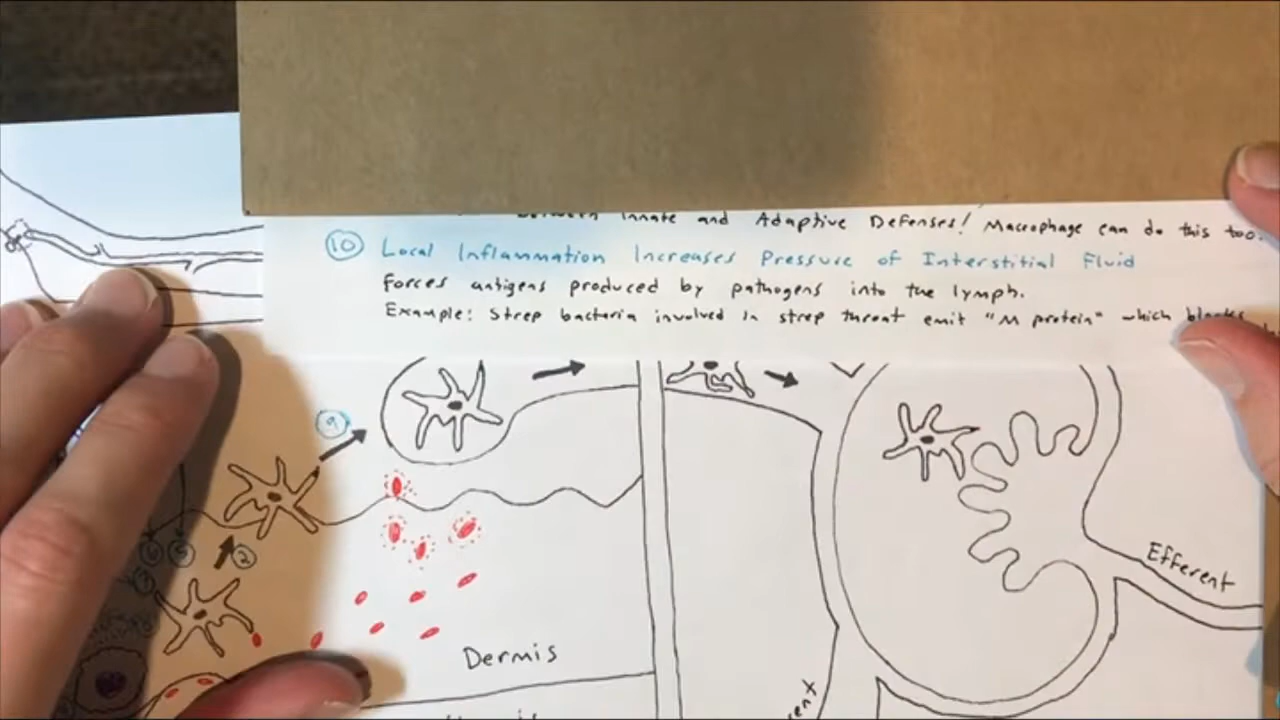 between Innate and Adaptive Defenses! Macrophage can do this too.
10 Local Inflammation Increases Pressure of Interstitial Fluid
Forces antigens produced by pathogens into the lymph.
Example: Strep bacteria involved in strep throat emit "M protein" which blocks
9
2
Efferent
Dermis